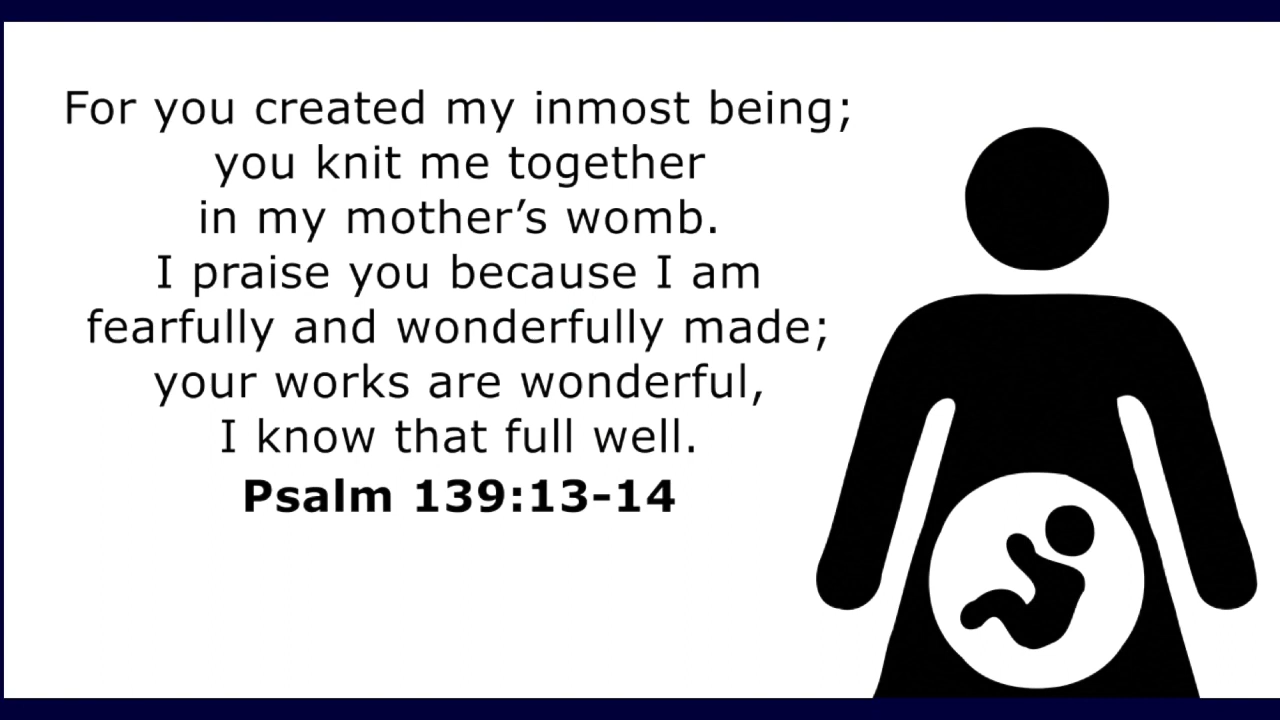 For you created my inmost being;
you knit me together
in my mother’s womb.
I praise you because I am
fearfully and wonderfully made;
your works are wonderful,
I know that full well.
Psalm 139:13-14